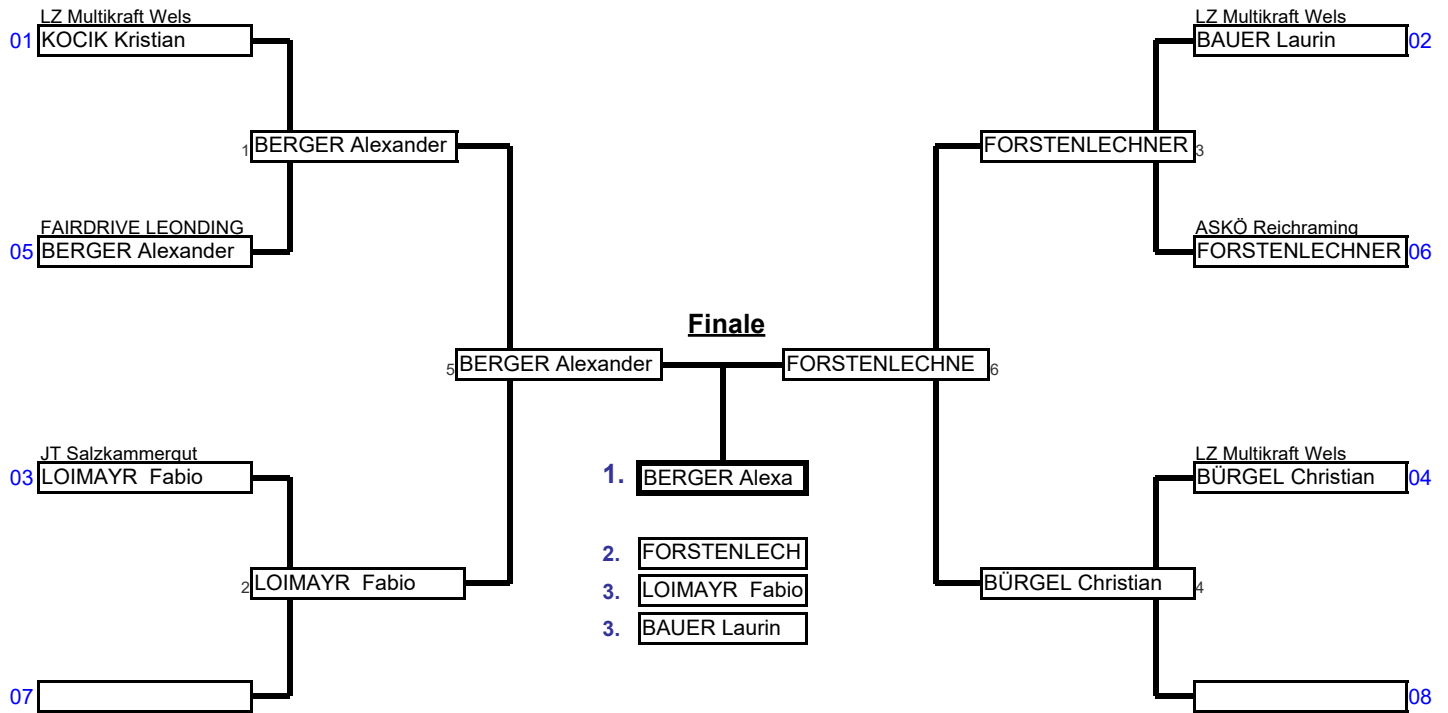 LZ Multikraft Wels
01 KOCIK Kristian
1 BERGER Alexander
FAIRDRIVE LEONDING
05 BERGER Alexander
5 BERGER Alexander
JT Salzkammergut
03 LOIMAYR  Fabio
2 LOIMAYR  Fabio
07
Finale
1. BERGER Alexa
2. FORSTENLECH
3. LOIMAYR  Fabio
3. BAUER Laurin
LZ Multikraft Wels
BAUER Laurin 02
FORSTENLECHNER 3
ASKÖ Reichraming
FORSTENLECHNER 06
FORSTENLECHNE 6
LZ Multikraft Wels
BÜRGEL Christian 04
BÜRGEL Christian 4
08